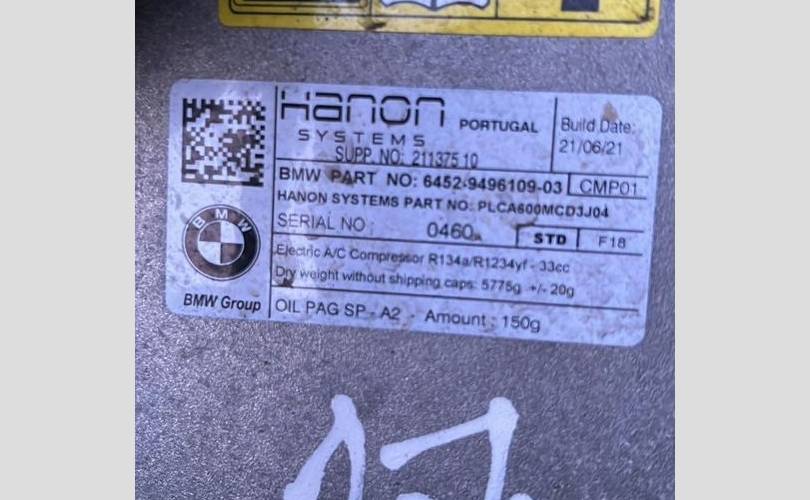 Hanon
SYSTEMS PORTUGAL
Build Date:
21/06/21
SUPP. NO: 211375 10
BMW PART NO: 6452-9496109-03 CMP01
HANON SYSTEMS PART NO: PLCA600MCD3J04
SERIAL NO : 0460 STD F18
Electric A/C Compressor R134a/R1234yf - 33cc
Dry weight without shipping caps: 5775g +/- 20g
OIL PAG SP - A2 - Amount : 150g
BMW
BMW Group